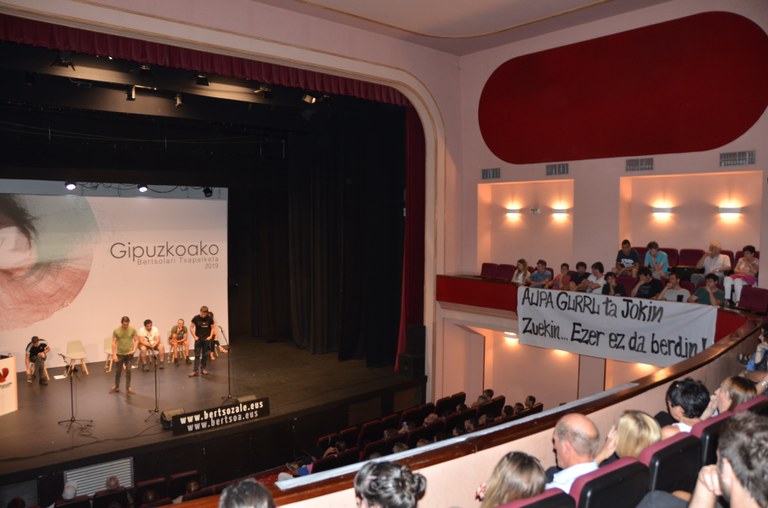 Gipuzkoako
Bertsolari Txapelketa
2019
AUPA GURRU ta JOKIN
Zuekin... Ezer ez da berdin!
www.bertsozale.eus
www.bertsoa.eus